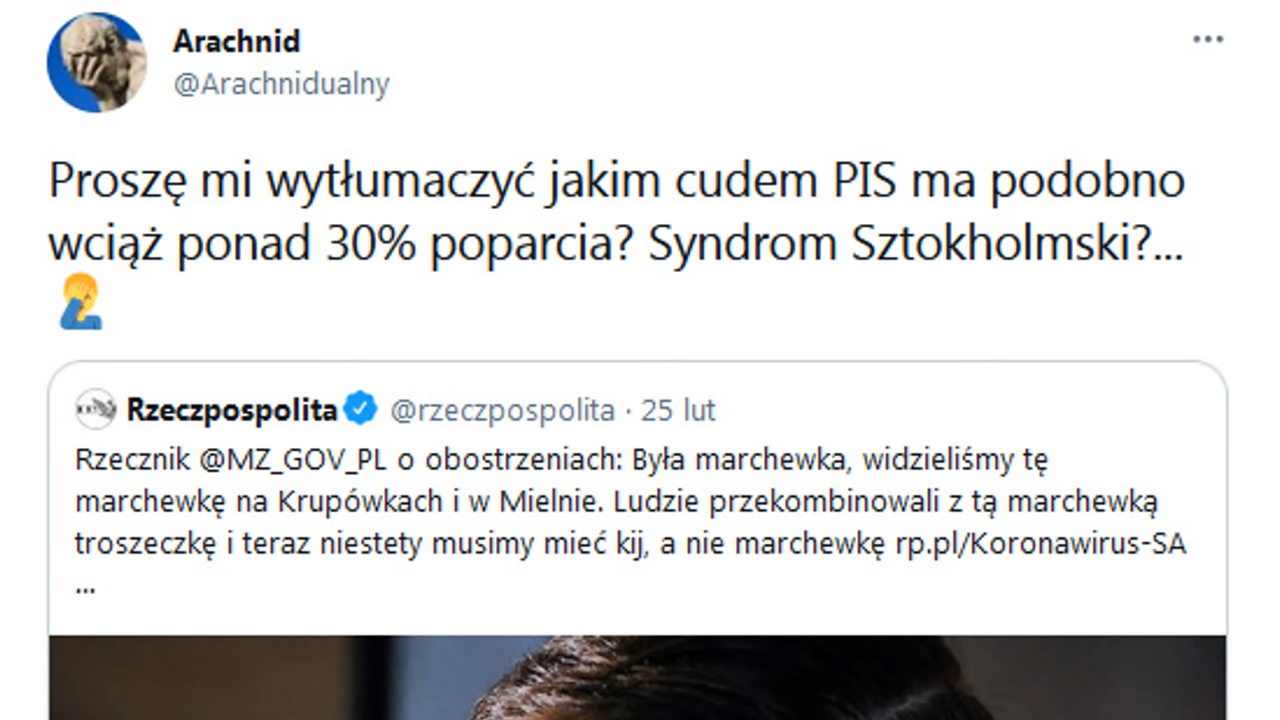 Arachnid
@Arachnidualny
Proszę mi wytłumaczyć jakim cudem PIS ma podobno
wciąż ponad 30% poparcia? Syndrom Sztokholmski?...
Rzeczpospolita @rzeczpospolita · 25 lut
Rzecznik @MZ_GOV_PL o obostrzeniach: Była marchewka, widzieliśmy tę
marchewkę na Krupówkach i w Mielnie. Ludzie przekombinowali z tą marchewką
troszeczkę i teraz niestety musimy mieć kij, a nie marchewkę rp.pl/Koronawirus-SA
...